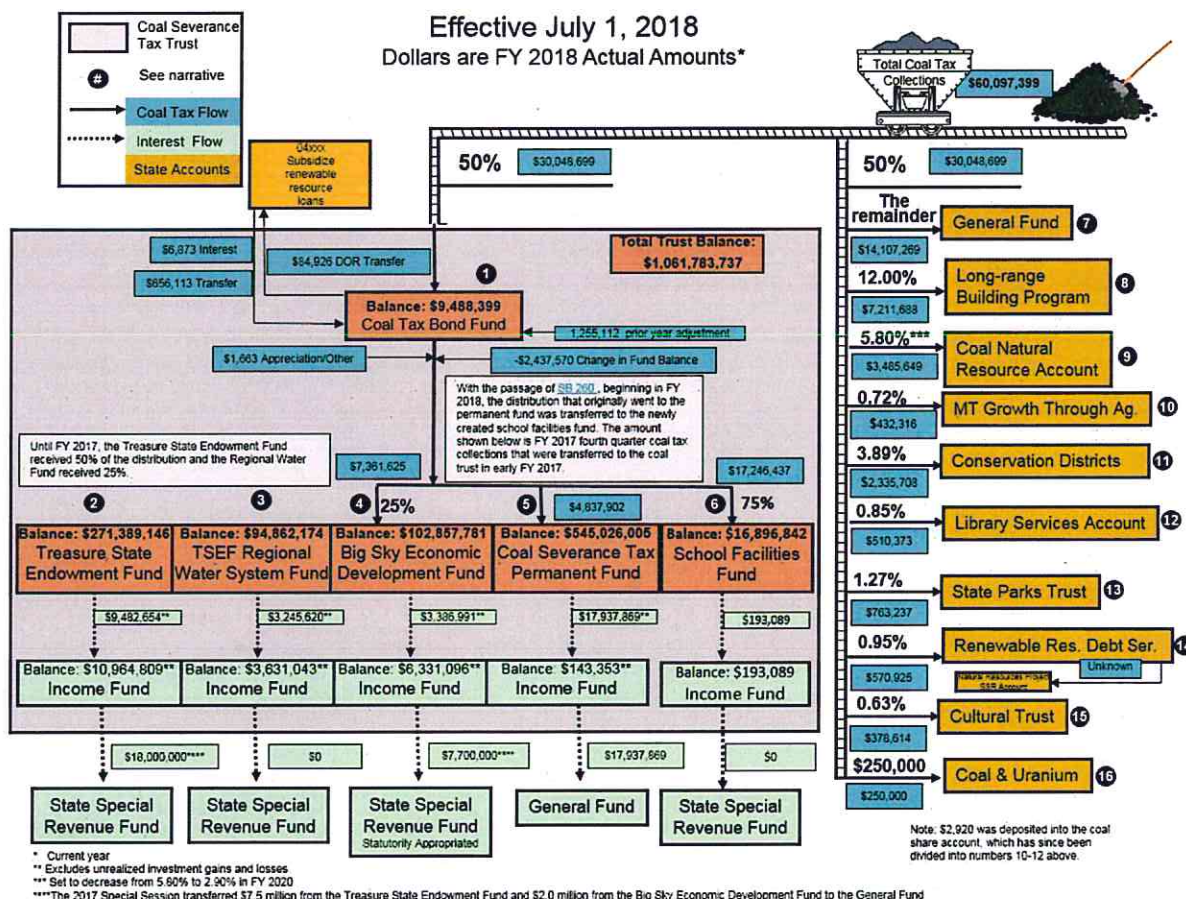 Effective July 1, 2018
Dollars are FY 2018 Actual Amounts*
Coal Severance
Tax Trust
# See narrative
Coal Tax Flow
Interest Flow
State Accounts
Total Coal Tax
Collections
$60,097,399
50% $30,048,699
50% $30,048,699
04xxx
Subsidize
renewable
resource
loans
$6,873 Interest
$84,926 DOR Transfer
$656,113 Transfer
1
Total Trust Balance:
$1,061,783,737
Balance: $9,488,399
Coal Tax Bond Fund
1,255,112 prior year adjustment
$1,663 Appreciation/Other
-$2,437,570 Change in Fund Balance
With the passage of SB 260 , beginning in FY
2018, the distribution that originally went to the
permanent fund was transferred to the newly
created school facilities fund. The amount
shown below is FY 2017 fourth quarter coal tax
collections that were transferred to the coal
trust in early FY 2017.
Until FY 2017, the Treasure State Endowment Fund
received 50% of the distribution and the Regional Water
Fund received 25%.
$7,361,625
$17,246,437
2
3
4 25%
5 $4,837,902
6 75%
Balance: $271,389,146
Treasure State
Endowment Fund
Balance: $94,862,174
TSEF Regional
Water System Fund
Balance: $102,857,781
Big Sky Economic
Development Fund
Balance: $545,026,005
Coal Severance Tax
Permanent Fund
Balance: $16,896,842
School Facilities
Fund
$9,482,654**
$3,245,620**
$3,386,991**
$17,937,869**
$193,089
Balance: $10,964,809**
Income Fund
Balance: $3,631,043**
Income Fund
Balance: $6,331,096**
Income Fund
Balance: $143,353**
Income Fund
Balance: $193,089
Income Fund
$18,000,000****
$0
$7,700,000****
$17,937,869
$0
State Special
Revenue Fund
State Special
Revenue Fund
State Special
Revenue Fund
Statutorily Appropriated
General Fund
State Special
Revenue Fund
The
remainder
$14,107,269
General Fund 7
12.00%
$7,211,688
Long-range
Building Program 8
5.80%***
$3,485,649
Coal Natural
Resource Account 9
0.72%
$432,316
MT Growth Through Ag. 10
3.89%
$2,335,708
Conservation Districts 11
0.85%
$510,373
Library Services Account 12
1.27%
$763,237
State Parks Trust 13
0.95%
$570,925
Renewable Res. Debt Ser. 14
Unknown
Natural Resources Project
Account
0.63%
$378,614
Cultural Trust 15
$250,000
$250,000
Coal & Uranium 16
Note: $2,920 was deposited into the coal
share account, which has since been
divided into numbers 10-12 above.
* Current year
** Excludes unrealized investment gains and losses
*** Set to decrease from 5.80% to 2.90% in FY 2020
****The 2017 Special Session transferred $7.5 million from the Treasure State Endowment Fund and $2.0 million from the Big Sky Economic Development Fund to the General Fund